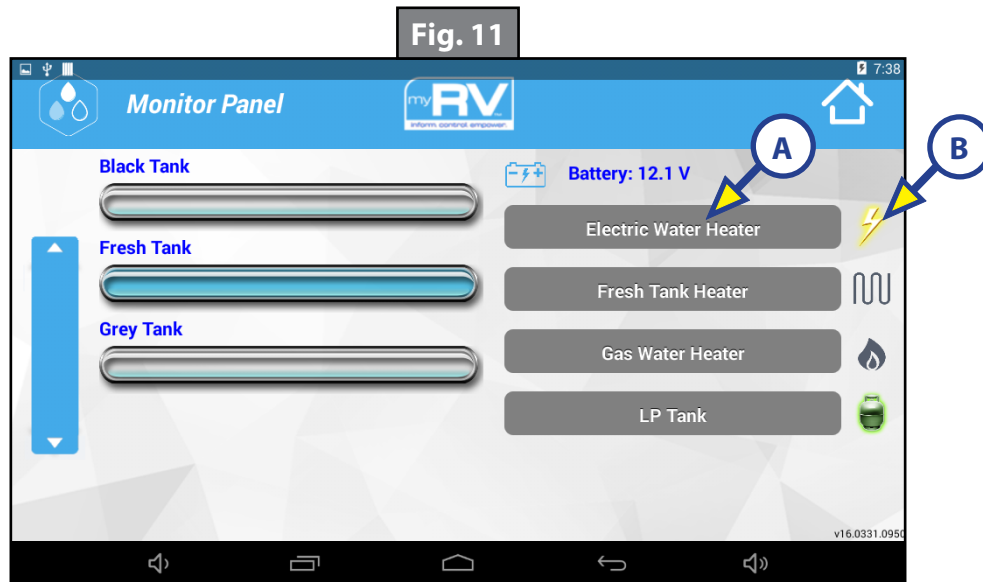 Fig. 11
7:38
Monitor Panel
myRV
inform. control. empower.
A
B
Black Tank
Battery: 12.1 V
Electric Water Heater
Fresh Tank
Fresh Tank Heater
Grey Tank
Gas Water Heater
LP Tank
v16.0331.0950